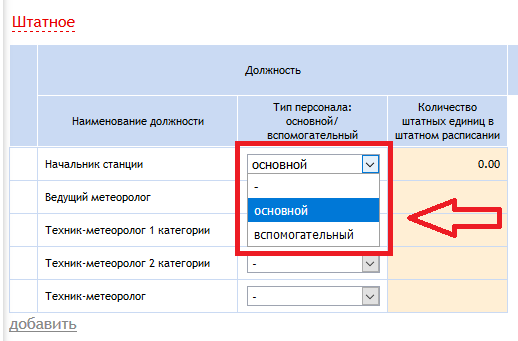 Штатное
Должность
Наименование должности
Тип персонала:
основной/
вспомогательный
Количество
штатных единиц в
штатном расписании
Начальник станции
основной
0.00
-
Ведущий метеоролог
основной
Техник-метеоролог 1 категории
вспомогательный
Техник-метеоролог 2 категории
-
Техник-метеоролог
-
добавить